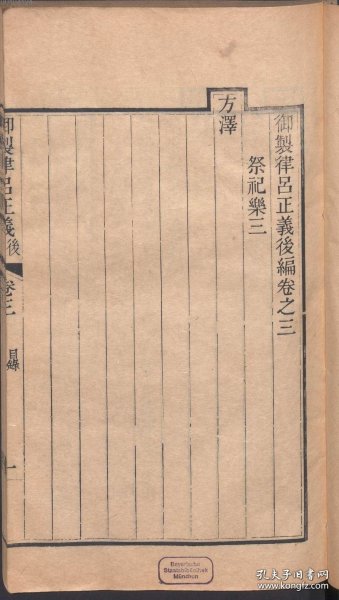 御製律呂正義後編卷之三
祭祀樂三
方澤
御製律呂正義後
卷三
目錄
一
Bayerische
Staatsbibliothek
München
孔夫子旧书网